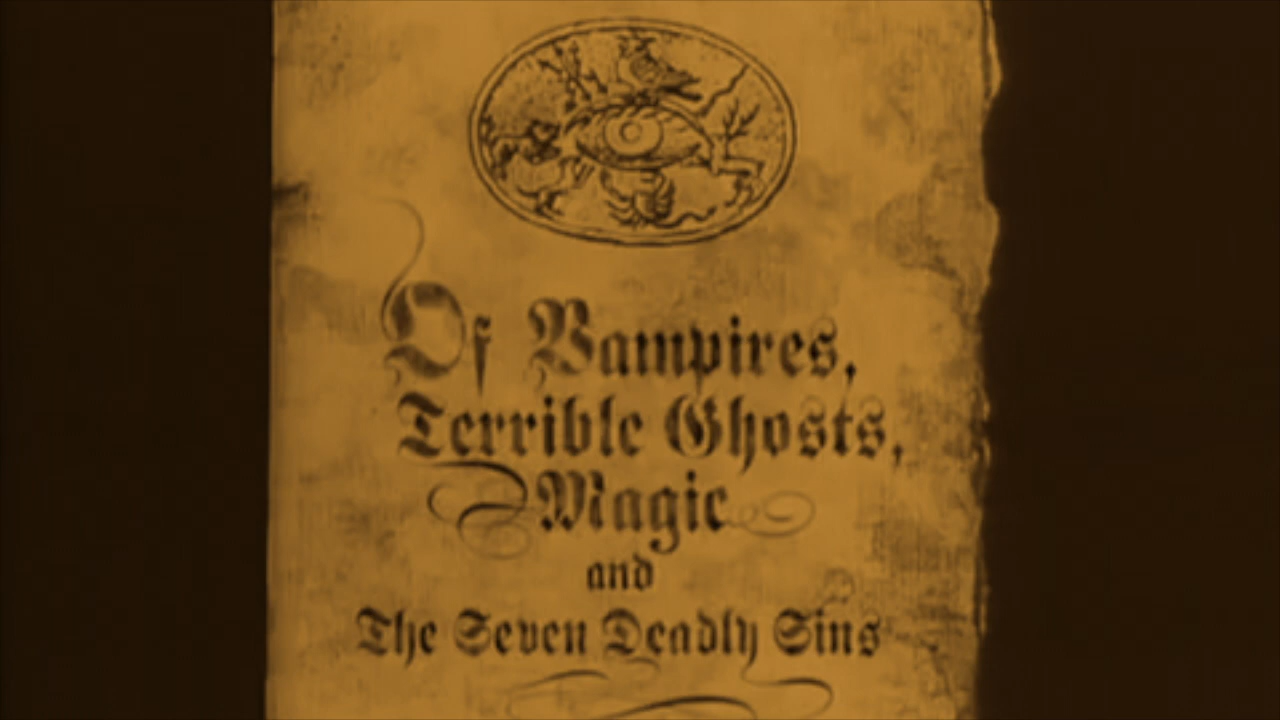 Of Vampires,
Terrible Ghosts,
Magic
and
The Seven Deadly Sins